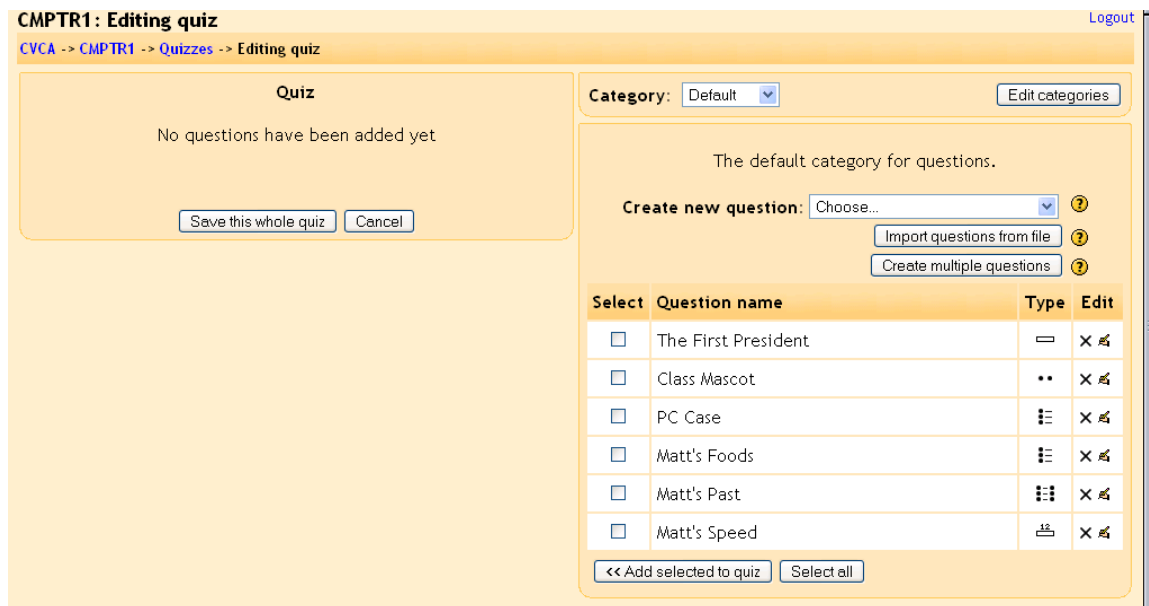 CMPTR1: Editing quiz
Logout
CVCA -> CMPTR1 -> Quizzes -> Editing quiz
Quiz
No questions have been added yet
Save this whole quiz Cancel
Category: Default Edit categories
The default category for questions.
Create new question: Choose... ?
Import questions from file ?
Create multiple questions ?
Select Question name Type Edit
The First President
Class Mascot
PC Case
Matt's Foods
Matt's Past
Matt's Speed 12
<< Add selected to quiz Select all